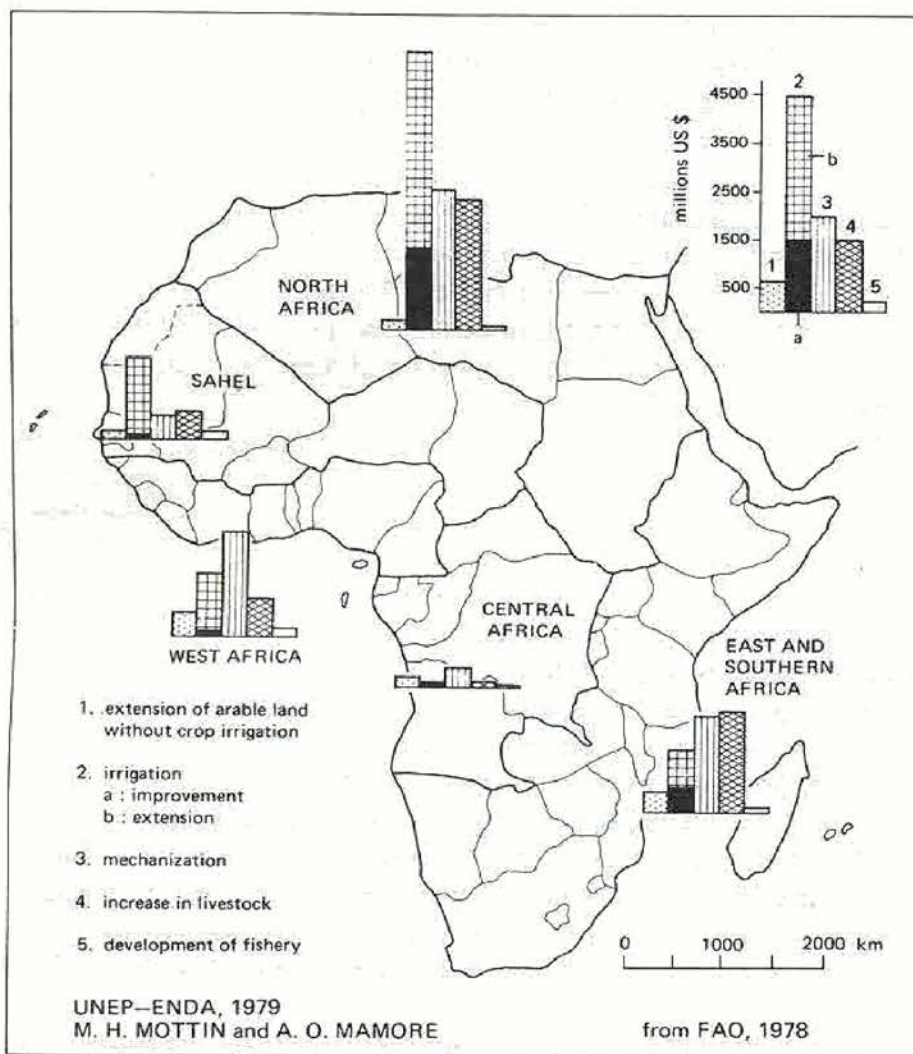 2
4500
b
millions US $
3
2500
4
1500
1
5
500
a
NORTH
AFRICA
SAHEL
CENTRAL
AFRICA
WEST AFRICA
EAST AND
SOUTHERN
AFRICA
1. extension of arable land
without crop irrigation
2. irrigation
a : improvement
b : extension
3. mechanization
4. increase in livestock
5. development of fishery
0 1000 2000 km
UNEP—ENDA, 1979
M. H. MOTTIN and A. O. MAMORE
from FAO, 1978